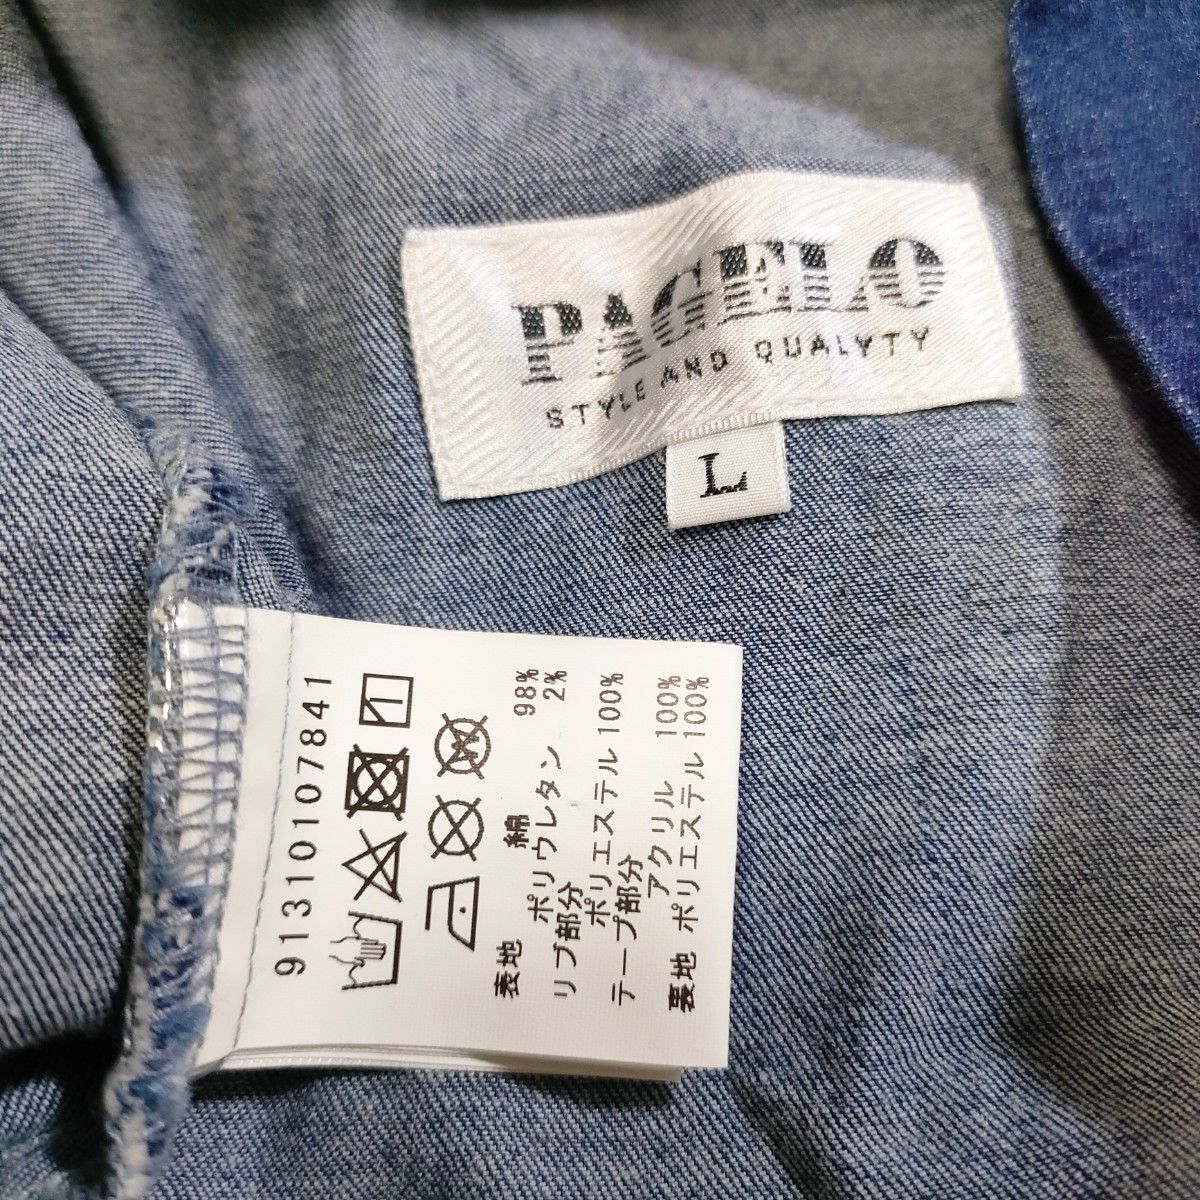 PAGELO
STYLE AND QUALYTY
L
91310107841
表地 綿 98%
ポリウレタン 2%
リブ部分
ポリエステル 100%
テープ部分
アクリル 100%
裏地 ポリエステル 100%